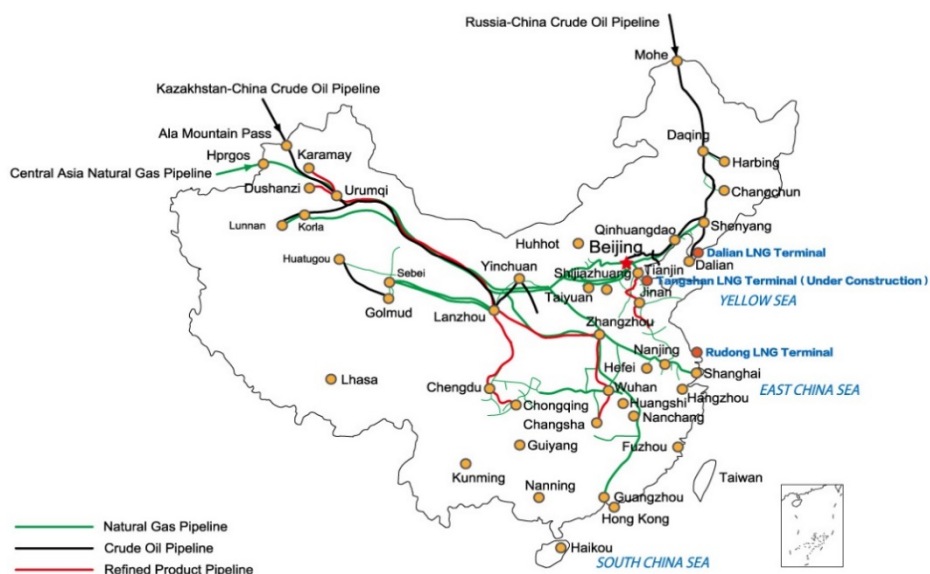 Russia-China Crude Oil Pipeline
Mohe
Kazakhstan-China Crude Oil Pipeline
Ala Mountain Pass
Daqing
Hprgos
Karamay
Harbing
Central Asia Natural Gas Pipeline
Dushanzi
Urumqi
Changchun
Lunnan
Korla
Shenyang
Qinhuangdao
Huhhot
Beijing
Dalian LNG Terminal
Dalian
Huatugou
Sebei
Yinchuan
Shijiazhuang
Tianjin
Tangshan LNG Terminal ( Under Construction )
Taiyuan
Jinan
YELLOW SEA
Golmud
Lanzhou
Zhangzhou
Nanjing
Rudong LNG Terminal
Hefei
Shanghai
Lhasa
Chengdu
Wuhan
EAST CHINA SEA
Hangzhou
Chongqing
Huangshi
Nanchang
Changsha
Guiyang
Fuzhou
Kunming
Taiwan
Nanning
Guangzhou
Hong Kong
Natural Gas Pipeline
Crude Oil Pipeline
Haikou
SOUTH CHINA SEA
Refined Product Pipeline